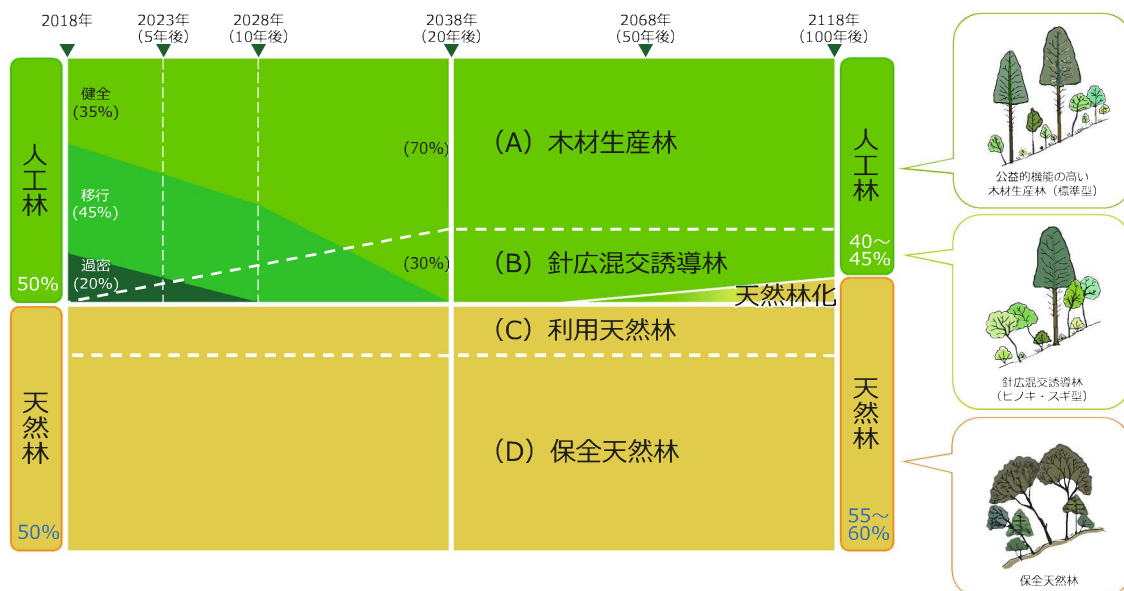 2018年
2023年
(5年後)
2028年
(10年後)
2038年
(20年後)
2068年
(50年後)
2118年
(100年後)
人工林
50%
健全
(35%)
移行
(45%)
過密
(20%)
(70%)
(30%)
（A）木材生産林
（B）針広混交誘導林
天然林化
（C）利用天然林
（D）保全天然林
天然林
50%
人工林
40～
45%
天然林
55～
60%
公益的機能の高い
木材生産林（標準型）
針広混交誘導林
（ヒノキ・スギ型）
保全天然林